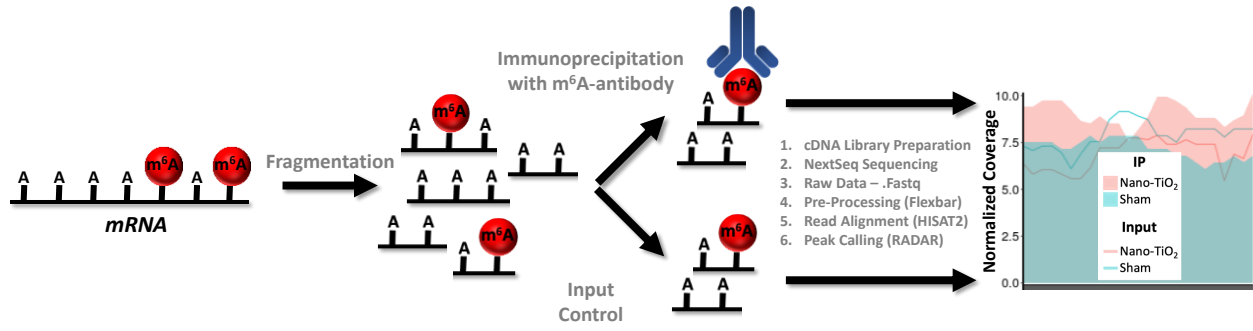 A A A A m⁶A m⁶A
mRNA
Fragmentation
A m⁶A A
A A
A A A
A A
A m⁶A
Immunoprecipitation
with m⁶A-antibody
m⁶A
A
A A
Input
Control
m⁶A
A
A A
1. cDNA Library Preparation
2. NextSeq Sequencing
3. Raw Data – .Fastq
4. Pre-Processing (Flexbar)
5. Read Alignment (HISAT2)
6. Peak Calling (RADAR)
Normalized Coverage
10.0
7.5
5.0
2.5
0.0
IP
Nano-TiO₂
Sham
Input
Nano-TiO₂
Sham